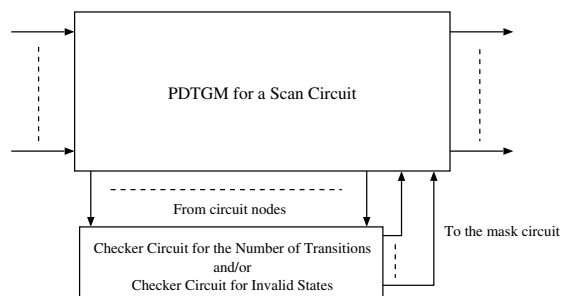 PDTGM for a Scan Circuit
From circuit nodes
To the mask circuit
Checker Circuit for the Number of Transitions
and/or
Checker Circuit for Invalid States